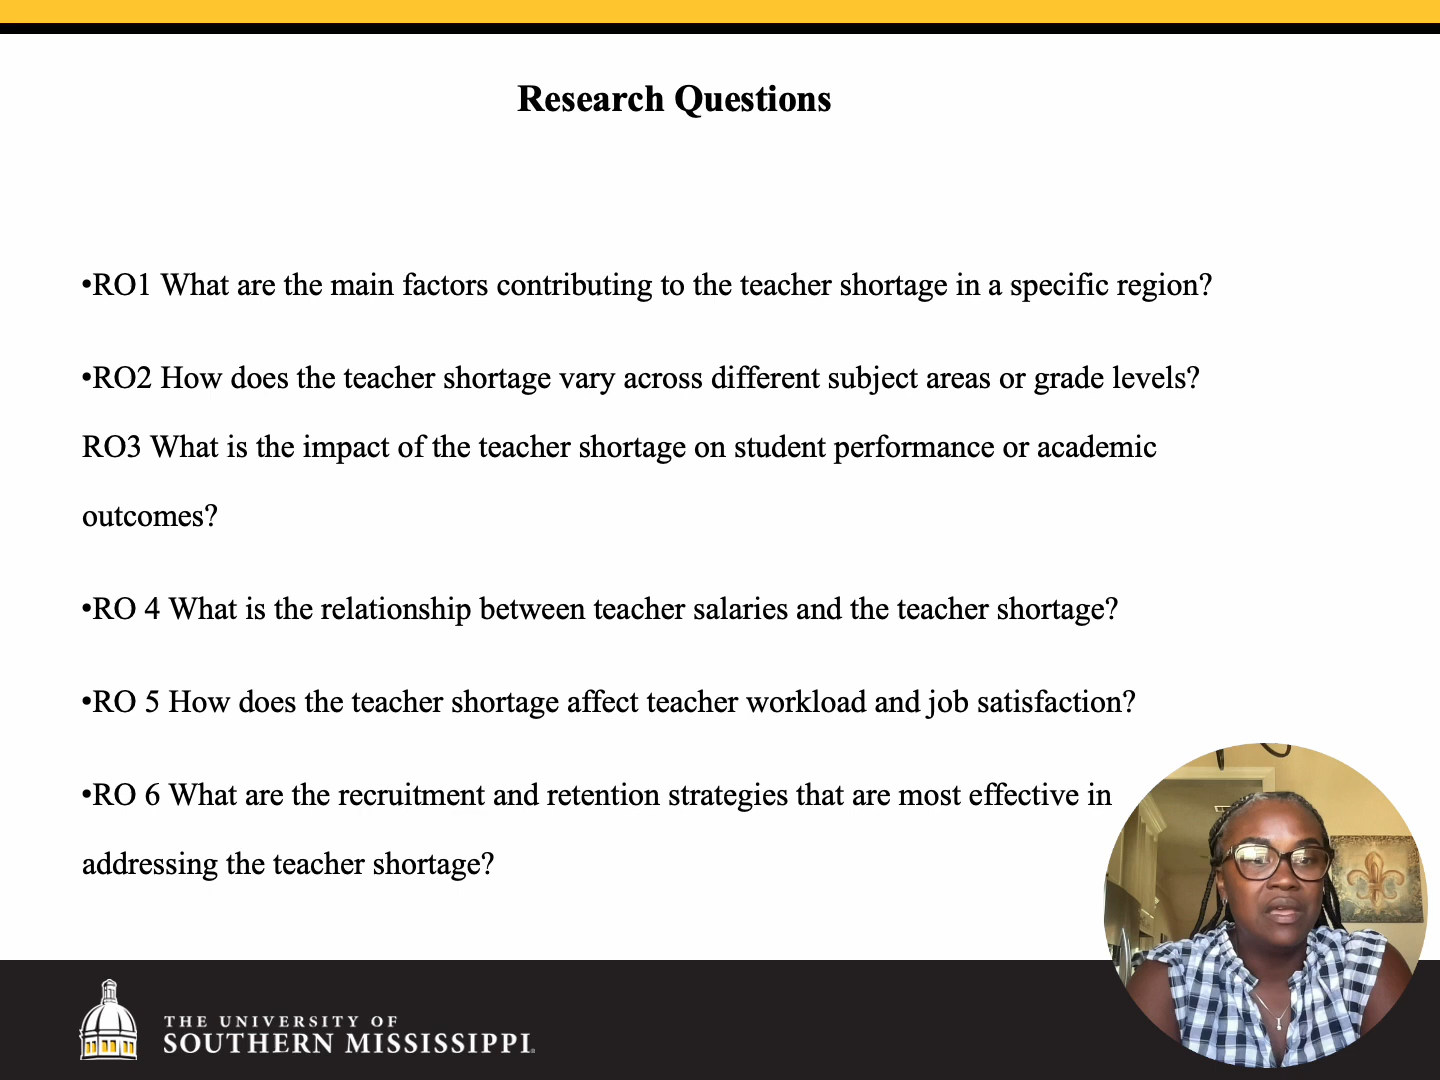 Research Questions
•RO1 What are the main factors contributing to the teacher shortage in a specific region?
•RO2 How does the teacher shortage vary across different subject areas or grade levels?
RO3 What is the impact of the teacher shortage on student performance or academic
outcomes?
•RO 4 What is the relationship between teacher salaries and the teacher shortage?
•RO 5 How does the teacher shortage affect teacher workload and job satisfaction?
•RO 6 What are the recruitment and retention strategies that are most effective in
addressing the teacher shortage?
THE UNIVERSITY OF
SOUTHERN MISSISSIPPI